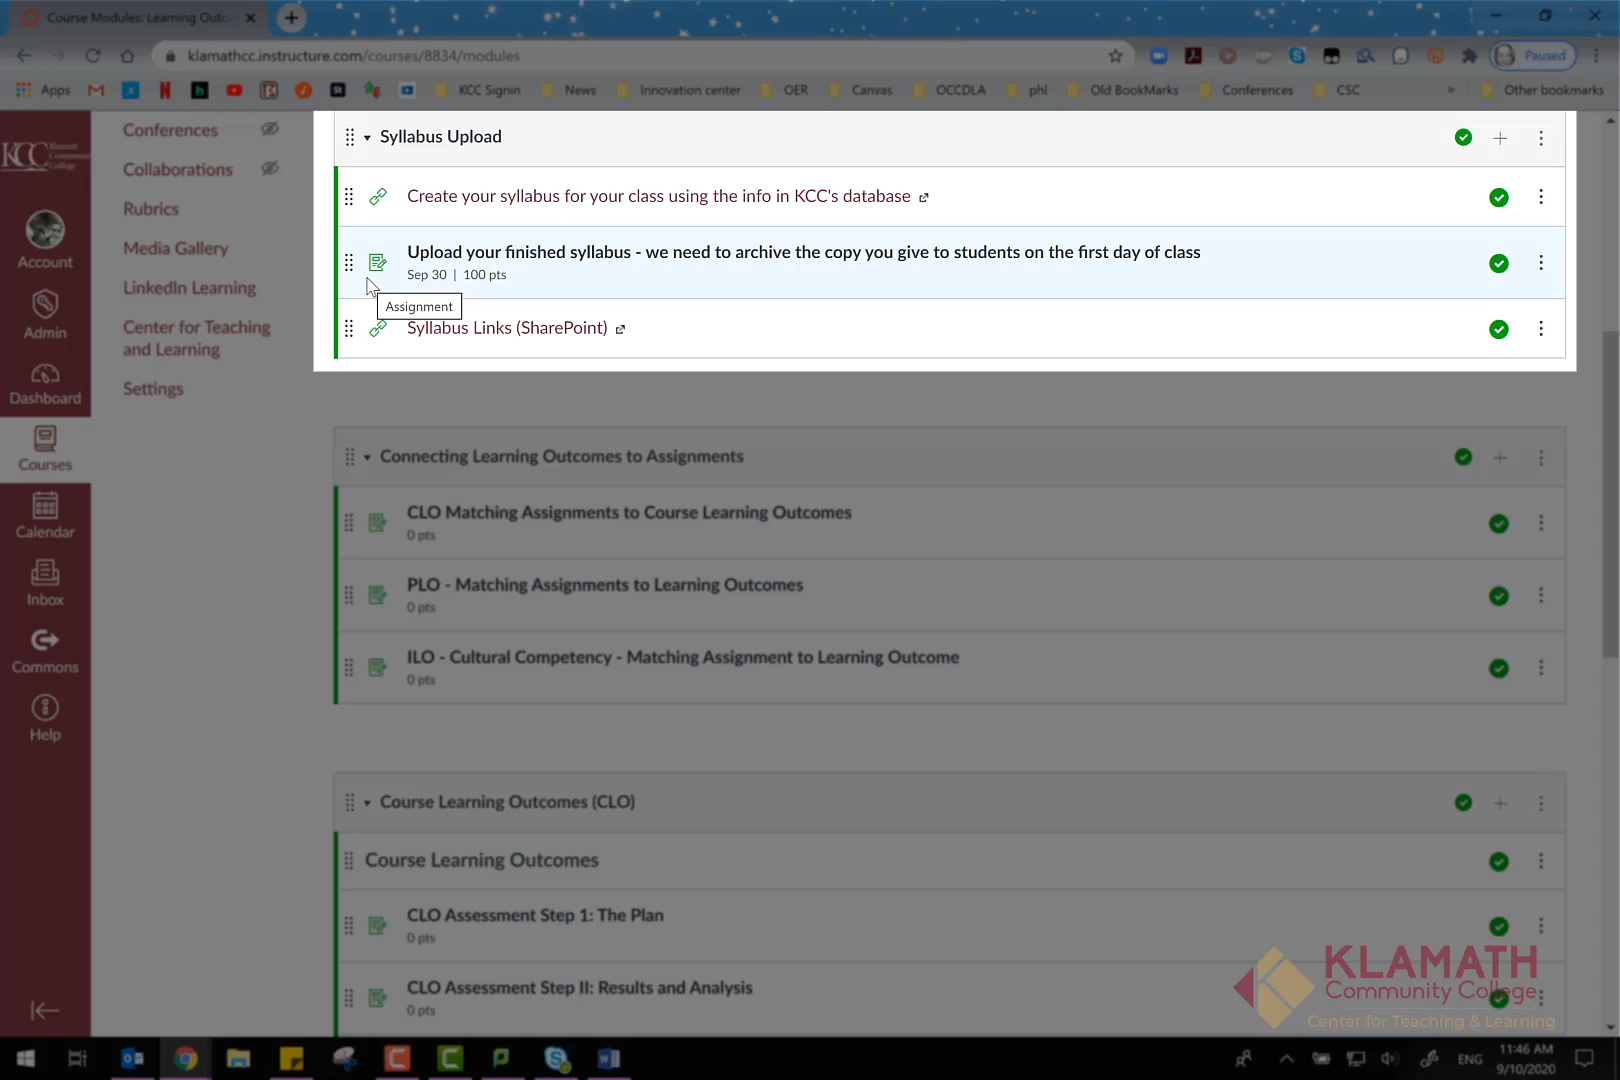 Course Modules: Learning Outc
klamathcc.instructure.com/courses/8834/modules
Paused
Apps
KCC Signin
News
Innovation center
OER
Canvas
OCCDLA
phl
Old BookMarks
Conferences
CSC
»
Other bookmarks
KCC Klamath Community College
Account
Admin
Dashboard
Courses
Calendar
Inbox
Commons
Help
Conferences
Collaborations
Rubrics
Media Gallery
LinkedIn Learning
Center for Teaching
and Learning
Settings
Syllabus Upload
Create your syllabus for your class using the info in KCC's database
Upload your finished syllabus - we need to archive the copy you give to students on the first day of class
Sep 30 | 100 pts
Assignment
Syllabus Links (SharePoint)
Connecting Learning Outcomes to Assignments
CLO Matching Assignments to Course Learning Outcomes
0 pts
PLO - Matching Assignments to Learning Outcomes
0 pts
ILO - Cultural Competency - Matching Assignment to Learning Outcome
0 pts
Course Learning Outcomes (CLO)
Course Learning Outcomes
CLO Assessment Step 1: The Plan
0 pts
CLO Assessment Step II: Results and Analysis
0 pts
KLAMATH
Community College
Center for Teaching & Learning
ENG
11:46 AM
9/10/2020